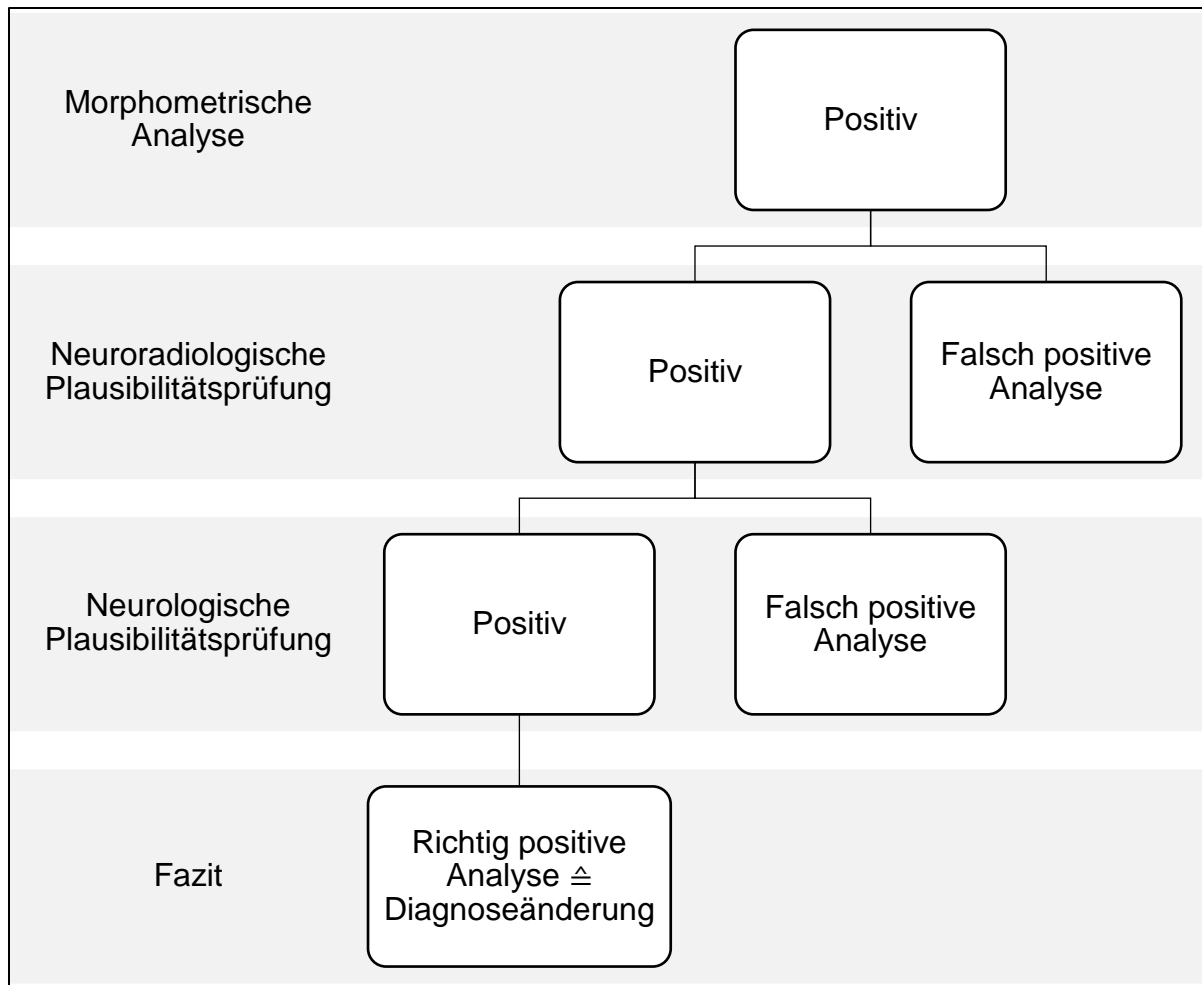 Morphometrische
Analyse
Positiv
Neuroradiologische
Plausibilitätsprüfung
Positiv
Falsch positive
Analyse
Neurologische
Plausibilitätsprüfung
Positiv
Falsch positive
Analyse
Fazit
Richtig positive
Analyse ≙
Diagnoseänderung